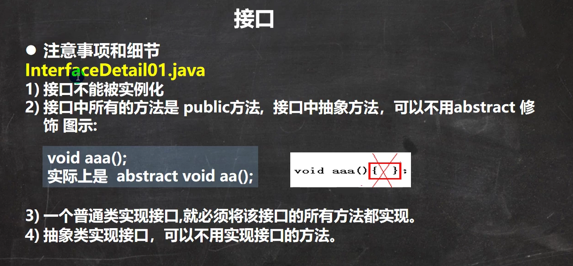 接口
● 注意事项和细节
InterfaceDetail01.java
1) 接口不能被实例化
2) 接口中所有的方法是 public方法, 接口中抽象方法，可以不用abstract 修
饰 图示:
void aaa();
实际上是 abstract void aa();
void aaa(){ };
3) 一个普通类实现接口,就必须将该接口的所有方法都实现。
4) 抽象类实现接口，可以不用实现接口的方法。